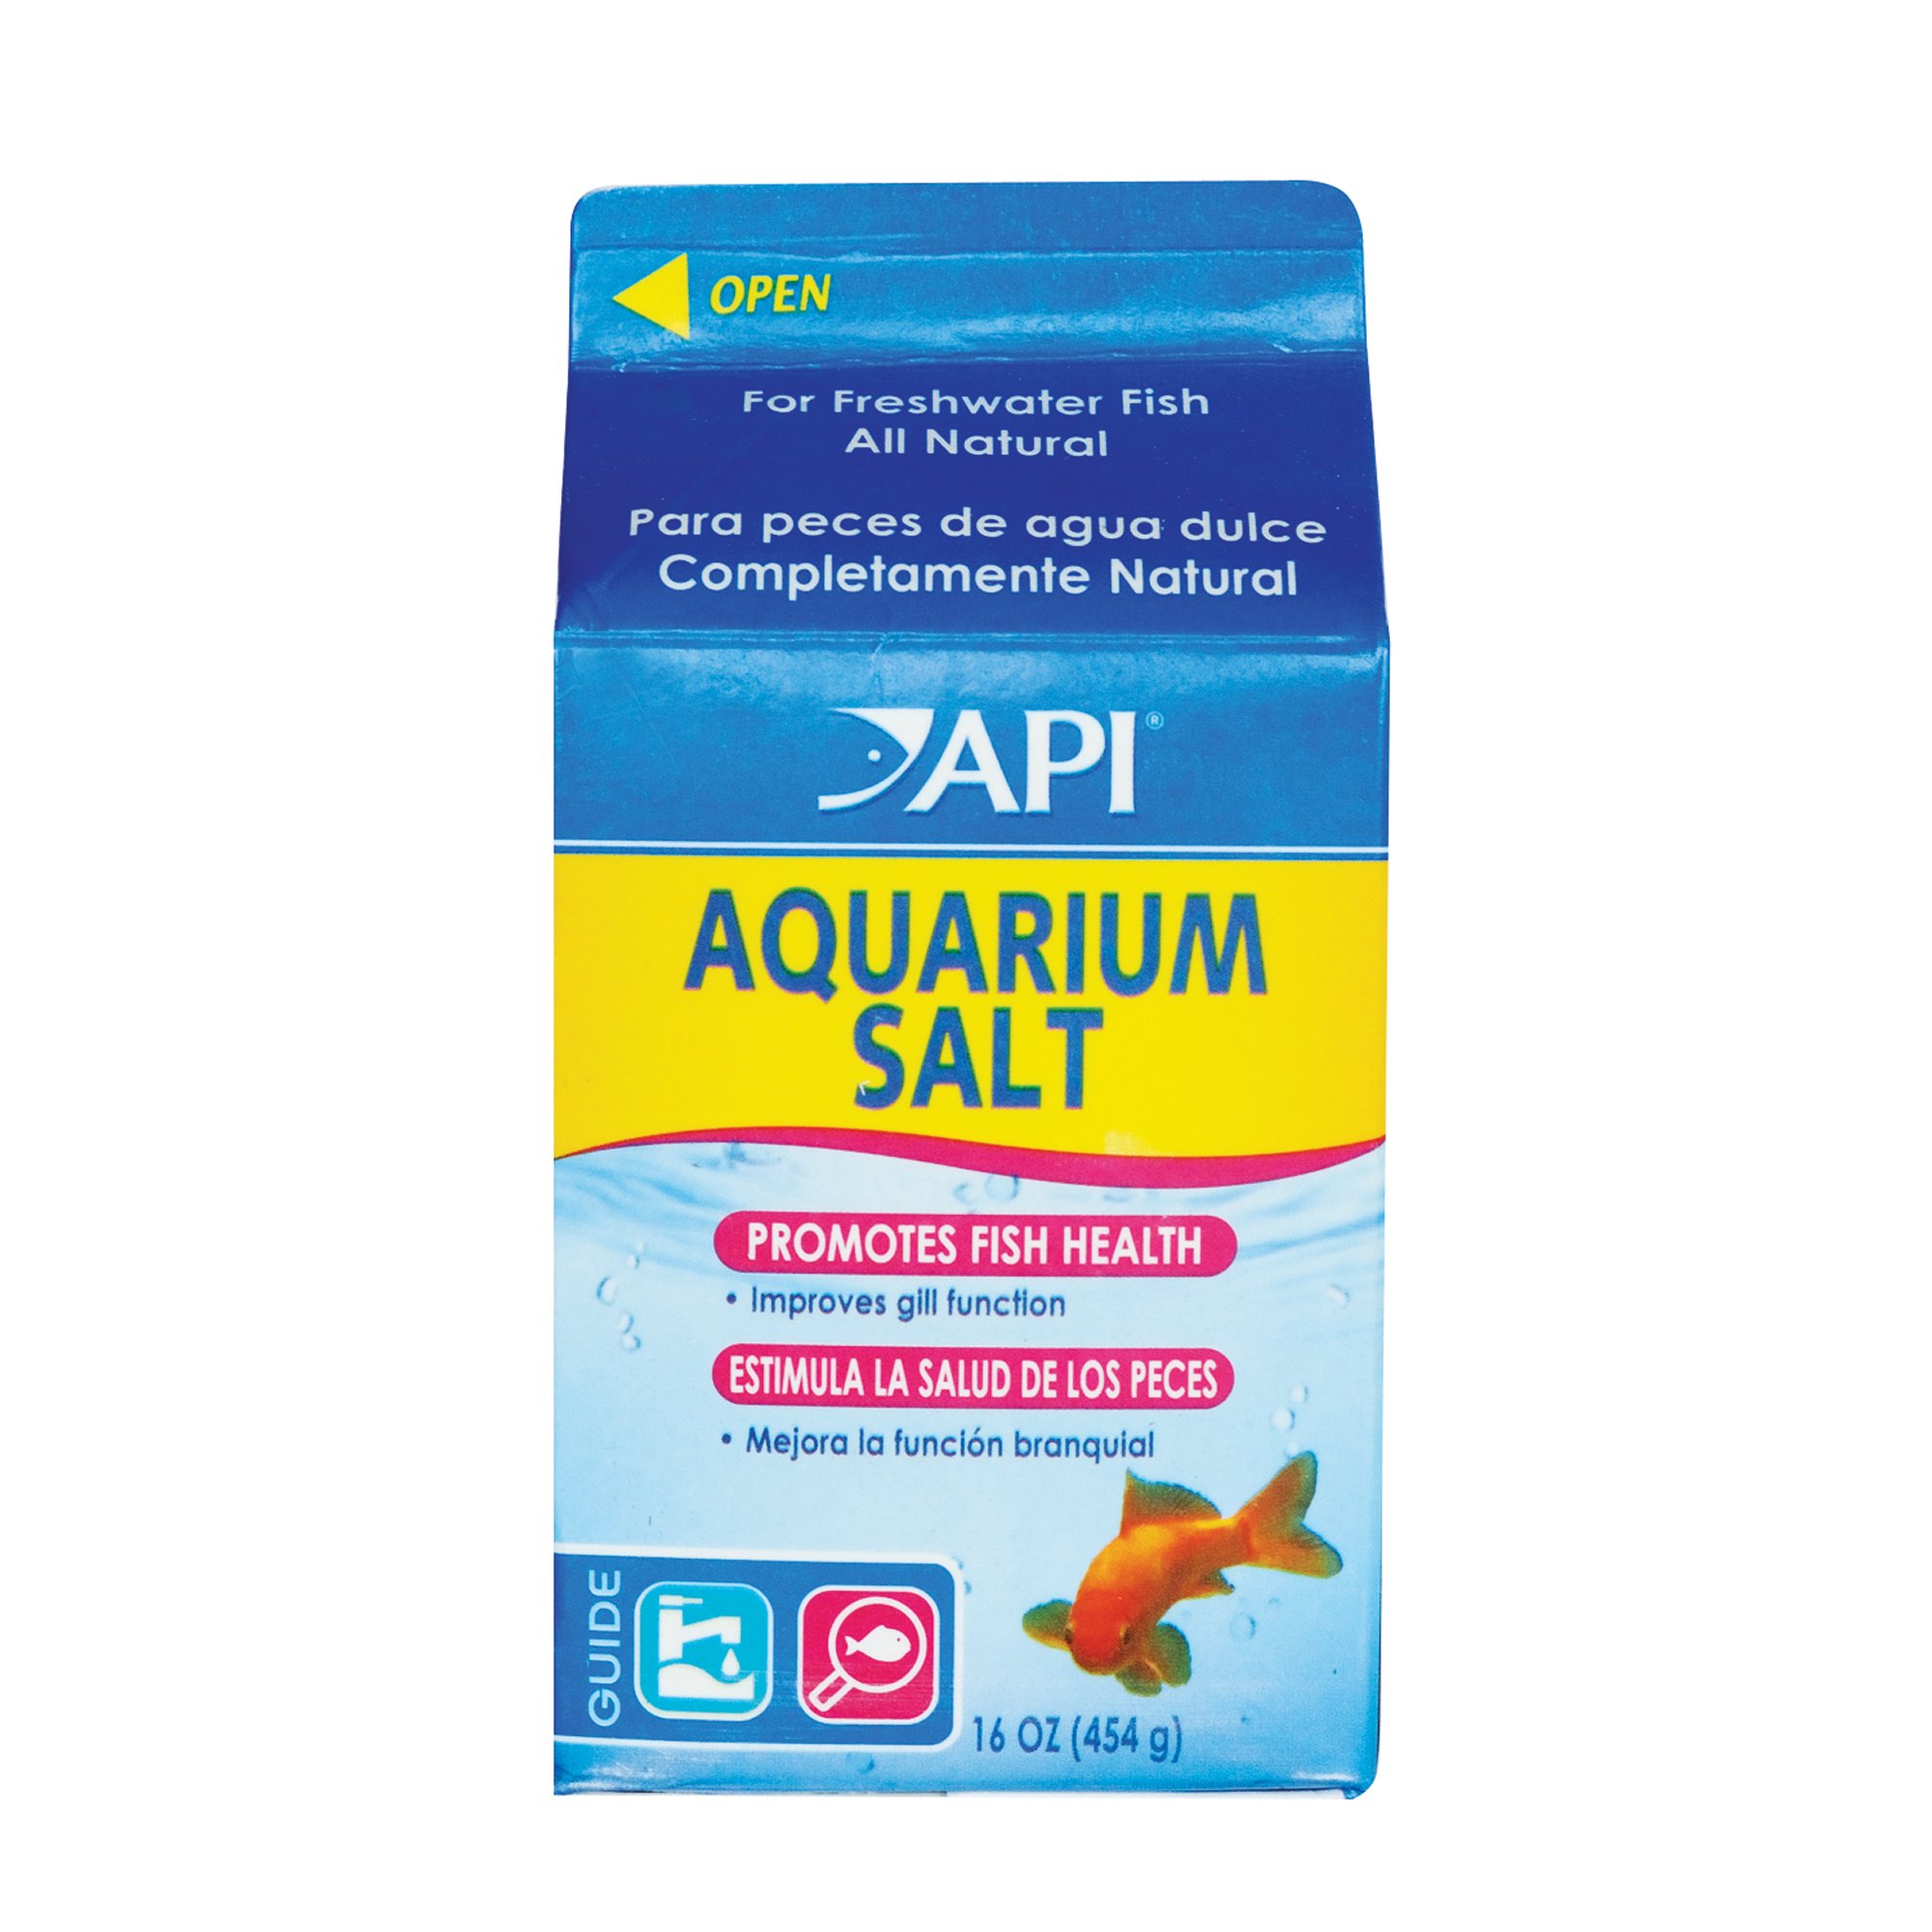 OPEN
For Freshwater Fish
All Natural
Para peces de agua dulce
Completamente Natural
API®
AQUARIUM
SALT
PROMOTES FISH HEALTH
• Improves gill function
ESTIMULA LA SALUD DE LOS PECES
• Mejora la función branquial
GUIDE
16 OZ (454 g)